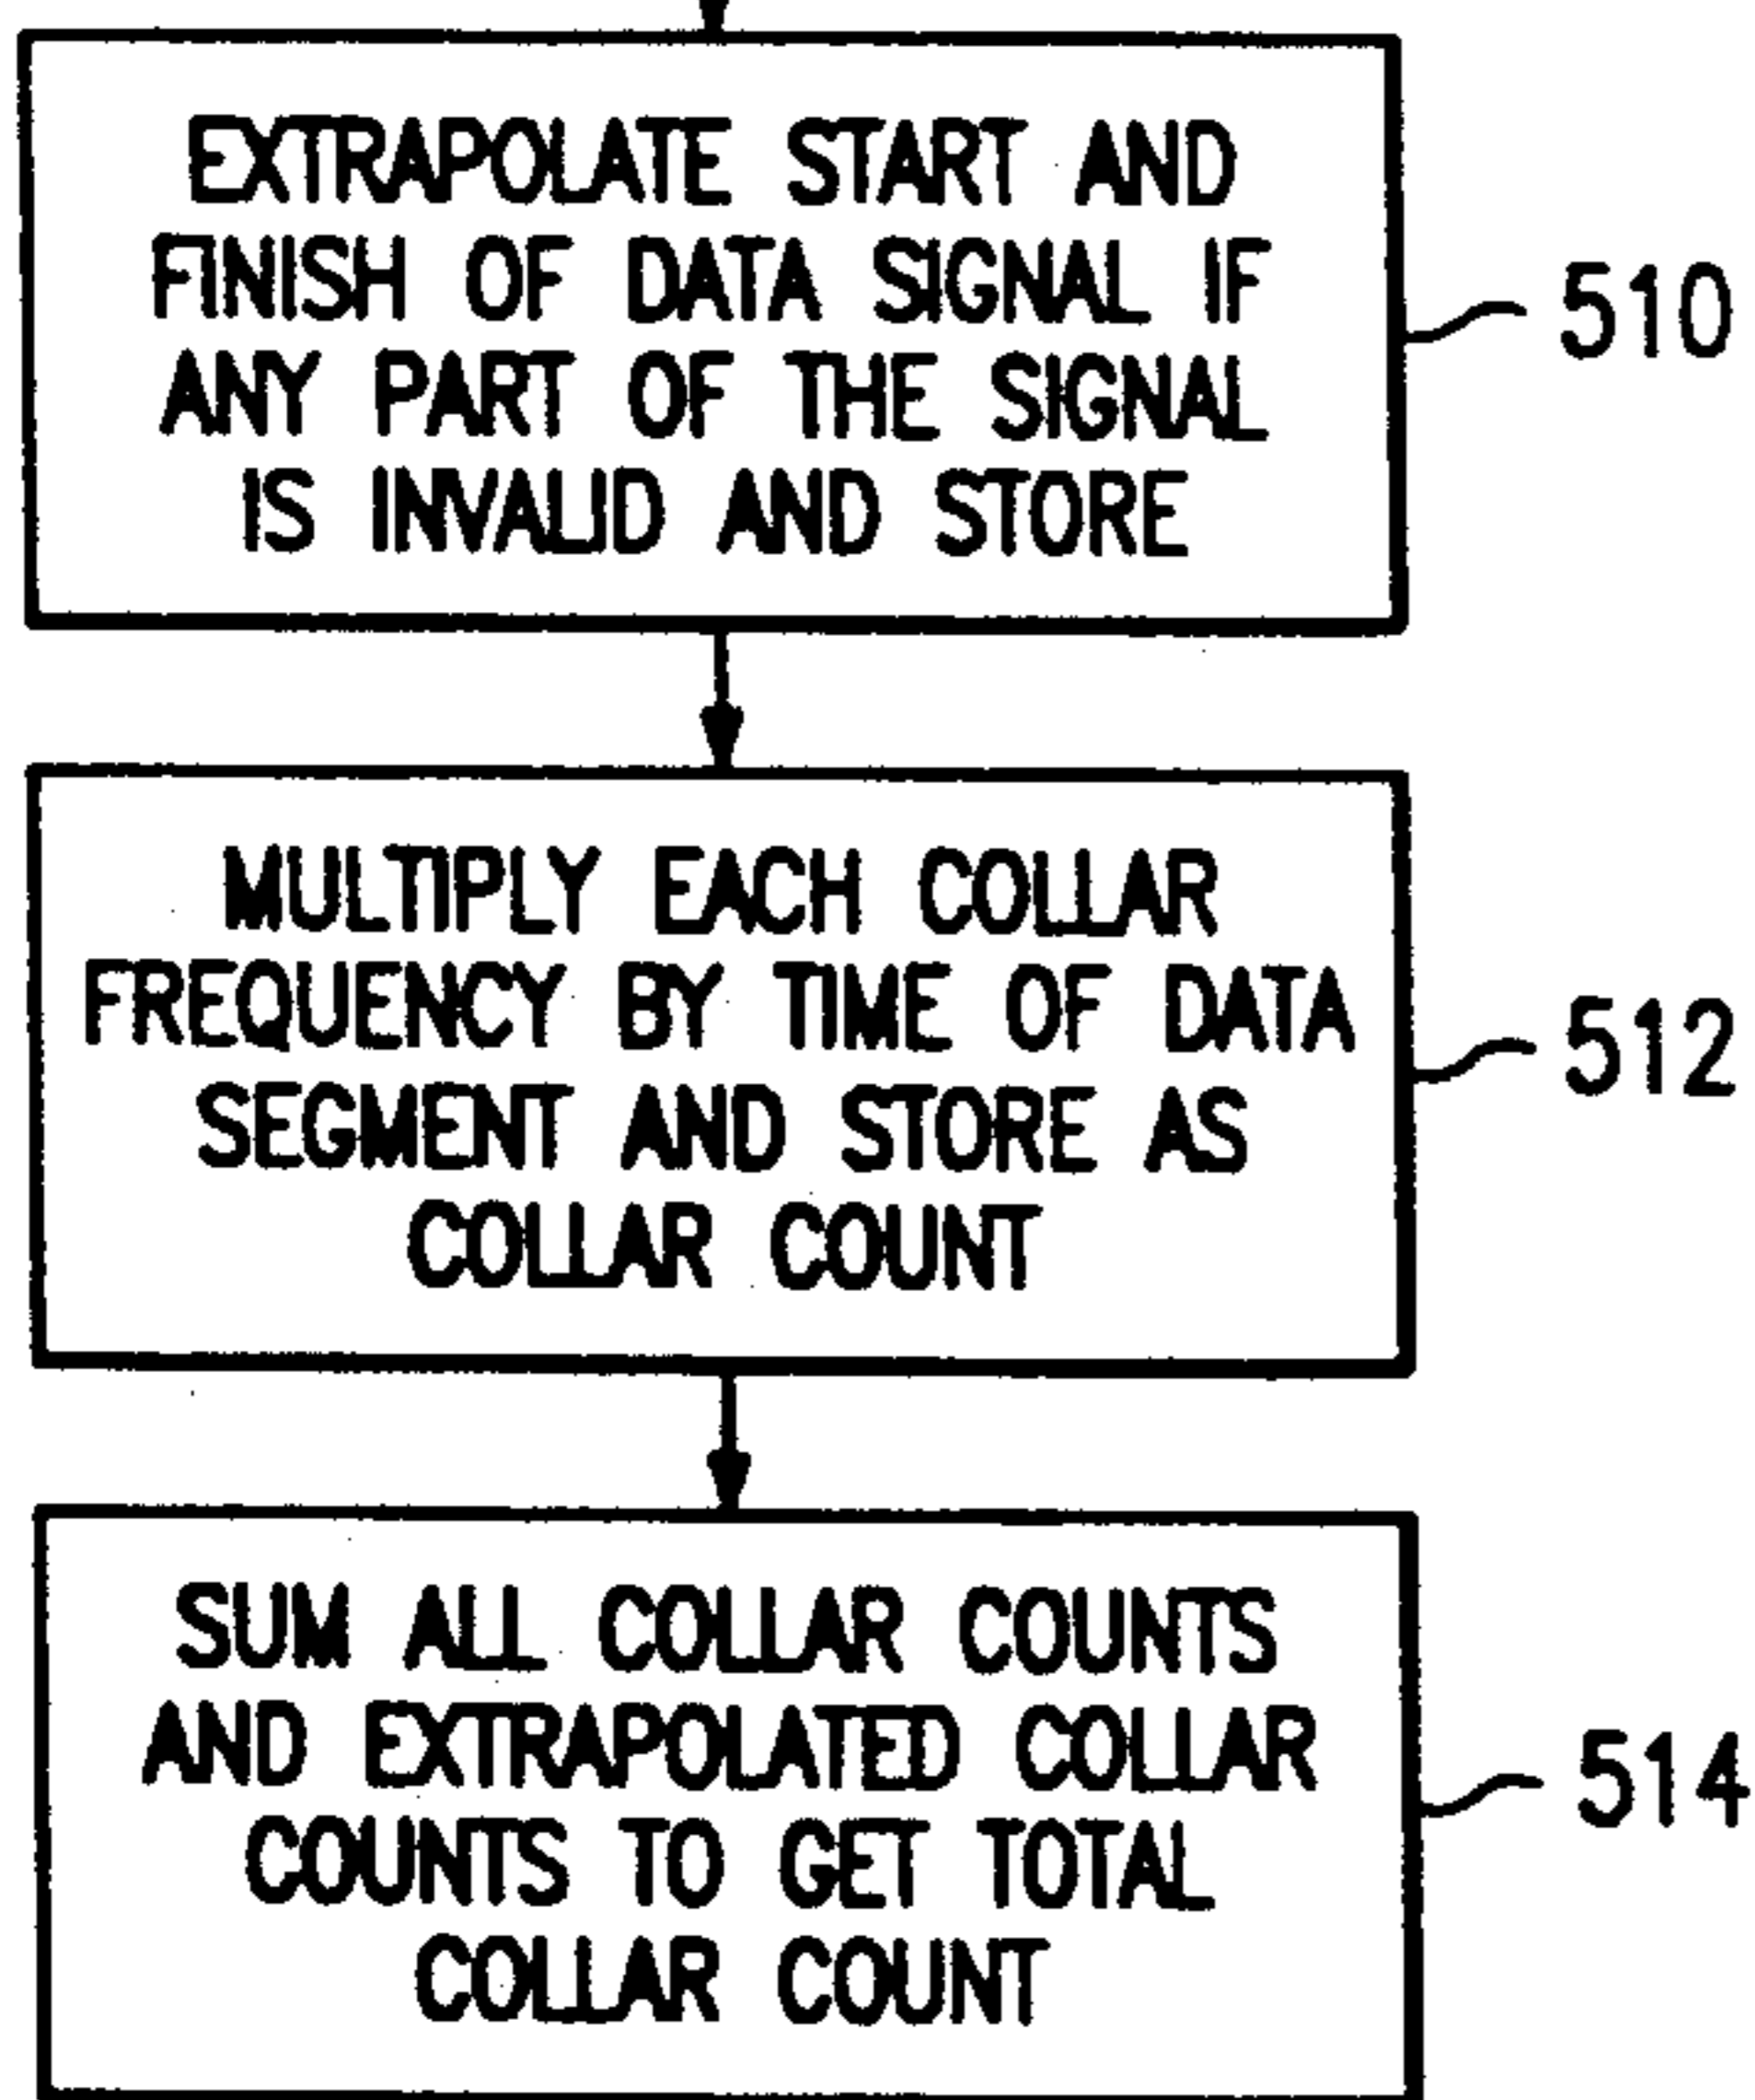 EXTRAPOLATE START AND
FINISH OF DATA SIGNAL IF
ANY PART OF THE SIGNAL
IS INVALID AND STORE
510
MULTIPLY EACH COLLAR
FREQUENCY BY TIME OF DATA
SEGMENT AND STORE AS
COLLAR COUNT
512
SUM ALL COLLAR COUNTS
AND EXTRAPOLATED COLLAR
COUNTS TO GET TOTAL
COLLAR COUNT
514